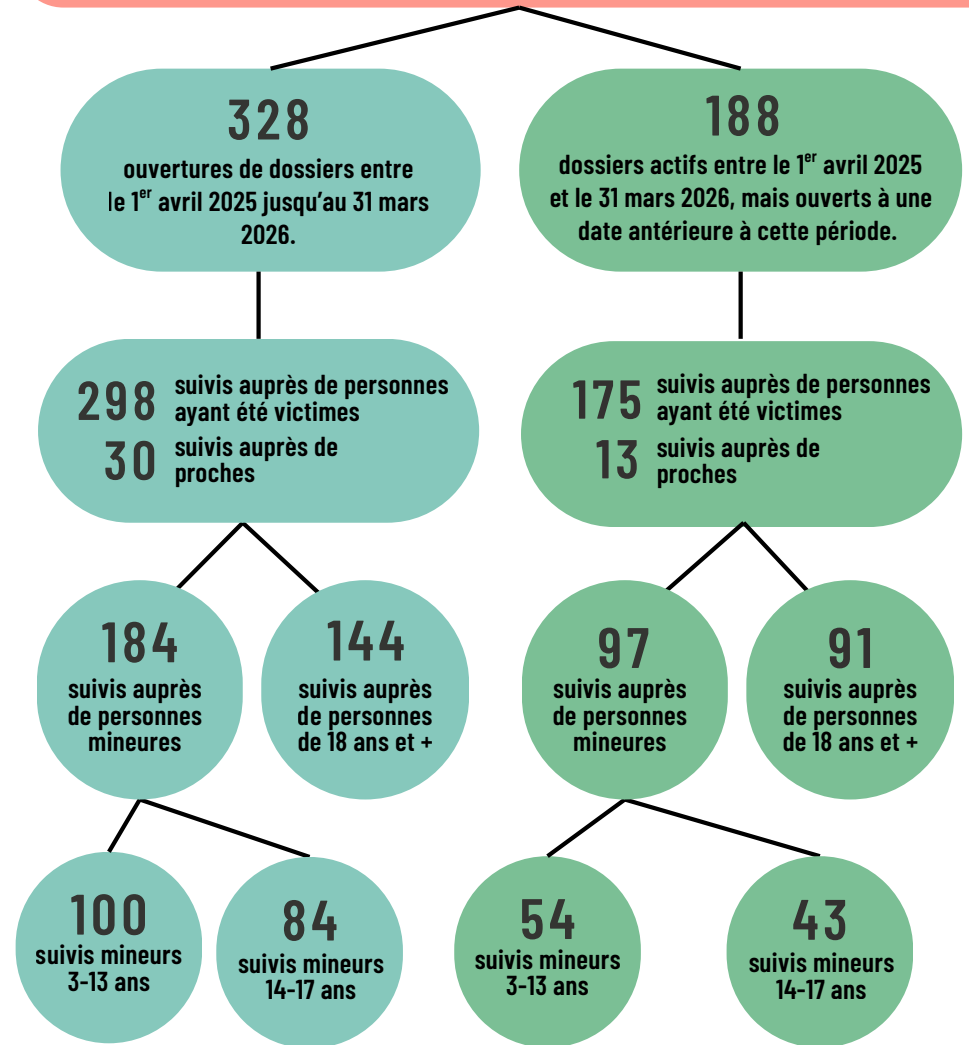 328
ouvertures de dossiers entre
le 1er avril 2025 jusqu'au 31 mars
2026.
188
dossiers actifs entre le 1er avril 2025
et le 31 mars 2026, mais ouverts à une
date antérieure à cette période.
298 suivis auprès de personnes
ayant été victimes
30 suivis auprès de
proches
175 suivis auprès de personnes
ayant été victimes
13 suivis auprès de
proches
184
suivis auprès
de personnes
mineures
144
suivis auprès
de personnes
de 18 ans et +
97
suivis auprès
de personnes
mineures
91
suivis auprès
de personnes
de 18 ans et +
100
suivis mineurs
3-13 ans
84
suivis mineurs
14-17 ans
54
suivis mineurs
3-13 ans
43
suivis mineurs
14-17 ans